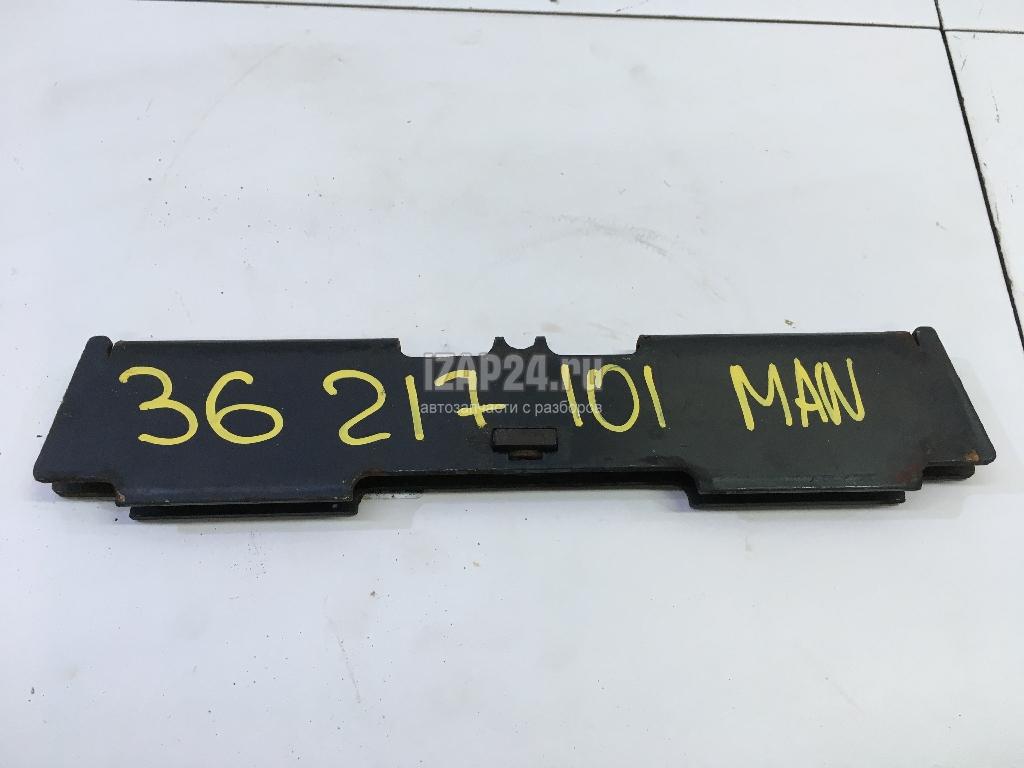 36 217 101 MAN
iZAP24.ru
автозапчасти с разборов